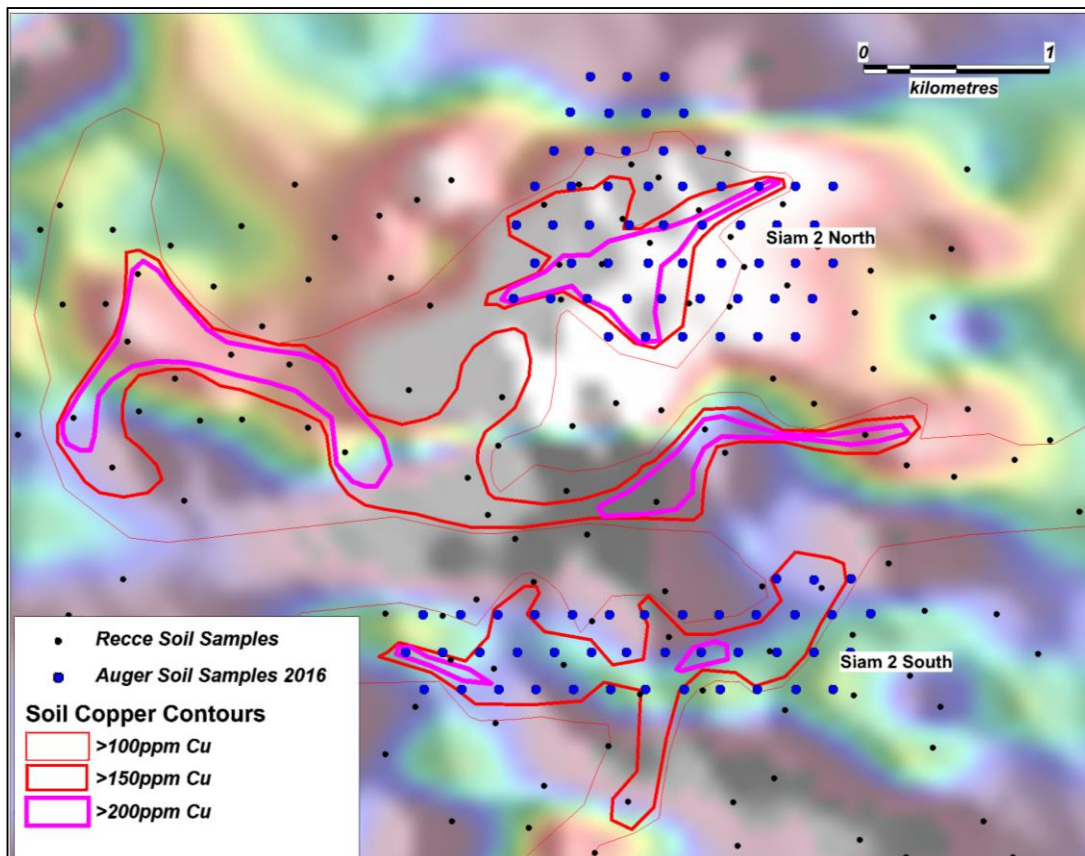 0 1
kilometres
Siam 2 North
Siam 2 South
Recce Soil Samples
Auger Soil Samples 2016
Soil Copper Contours
>100ppm Cu
>150ppm Cu
>200ppm Cu